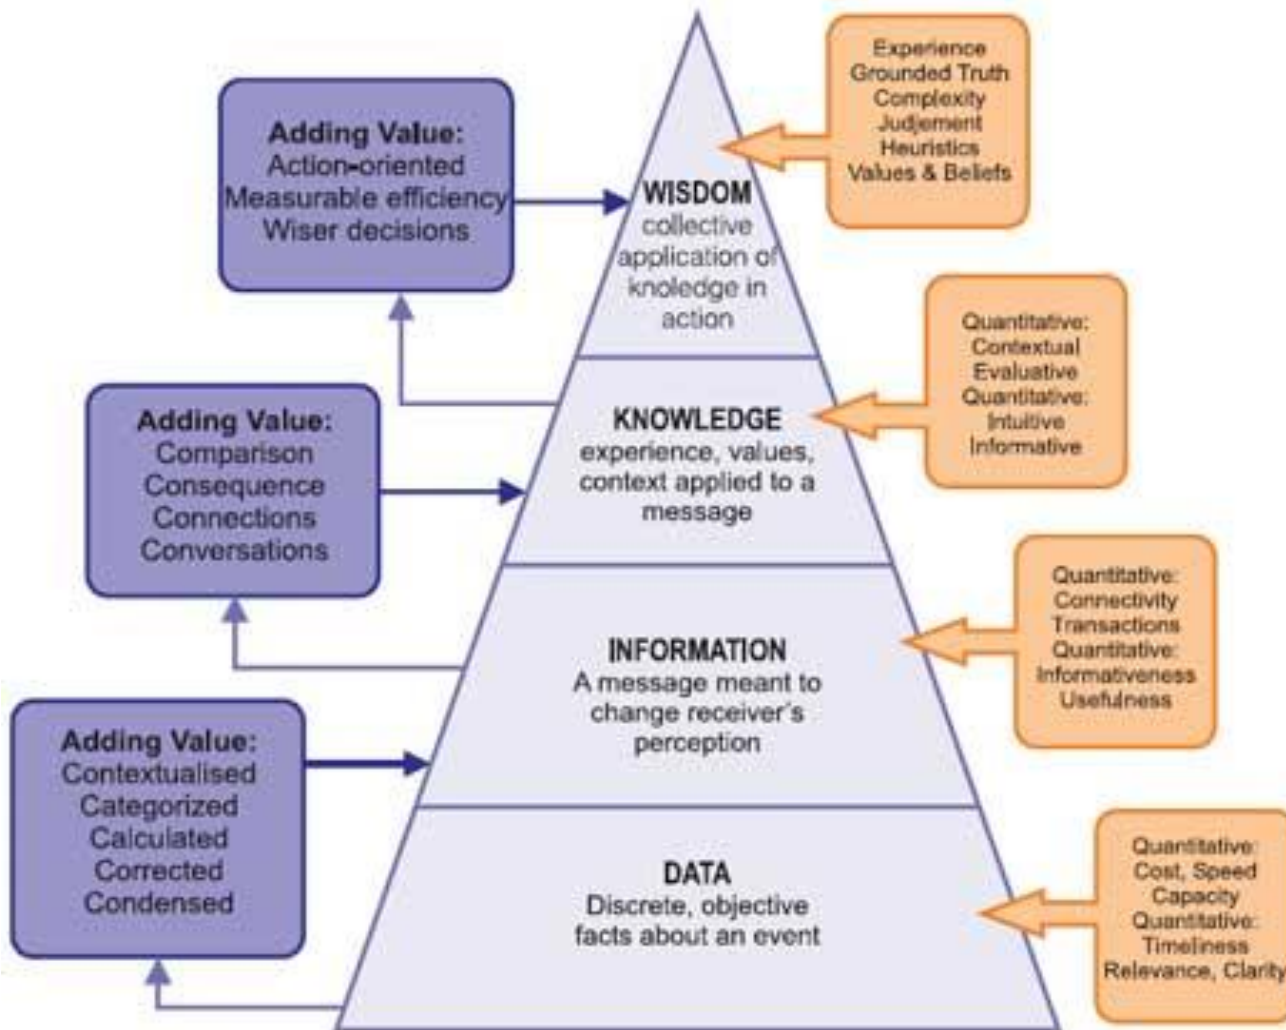 Experience
Grounded Truth
Complexity
Judjement
Heuristics
Values & Beliefs
Adding Value:
Action-oriented
Measurable efficiency
Wiser decisions
WISDOM
collective
application of
knoledge in
action
Quantitative:
Contextual
Evaluative
Quantitative:
Intuitive
Informative
Adding Value:
Comparison
Consequence
Connections
Conversations
KNOWLEDGE
experience, values,
context applied to a
message
Quantitative:
Connectivity
Transactions
Quantitative:
Informativeness
Usefulness
INFORMATION
A message meant to
change receiver´s
perception
Adding Value:
Contextualised
Categorized
Calculated
Corrected
Condensed
DATA
Discrete, objective
facts about an event
Quantitative:
Cost, Speed
Capacity
Quantitative:
Timeliness
Relevance, Clarity